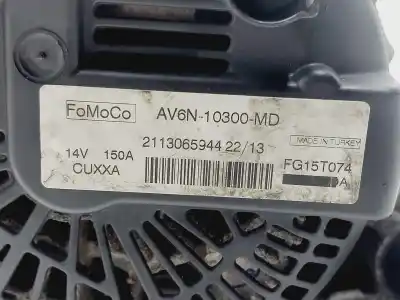 FoMoCo AV6N-10300-MD
2113065944 22/13 MADE IN TURKEY
14V 150A FG15T074
CUXXA A